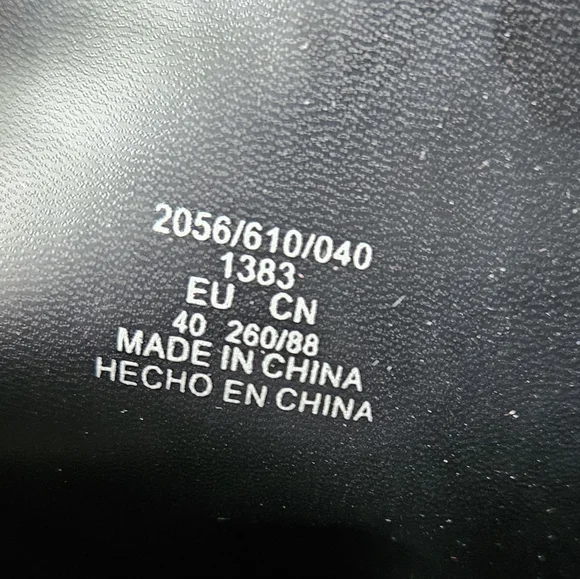 2056/610/040
1383
EU CN
40 260/88
MADE IN CHINA
HECHO EN CHINA